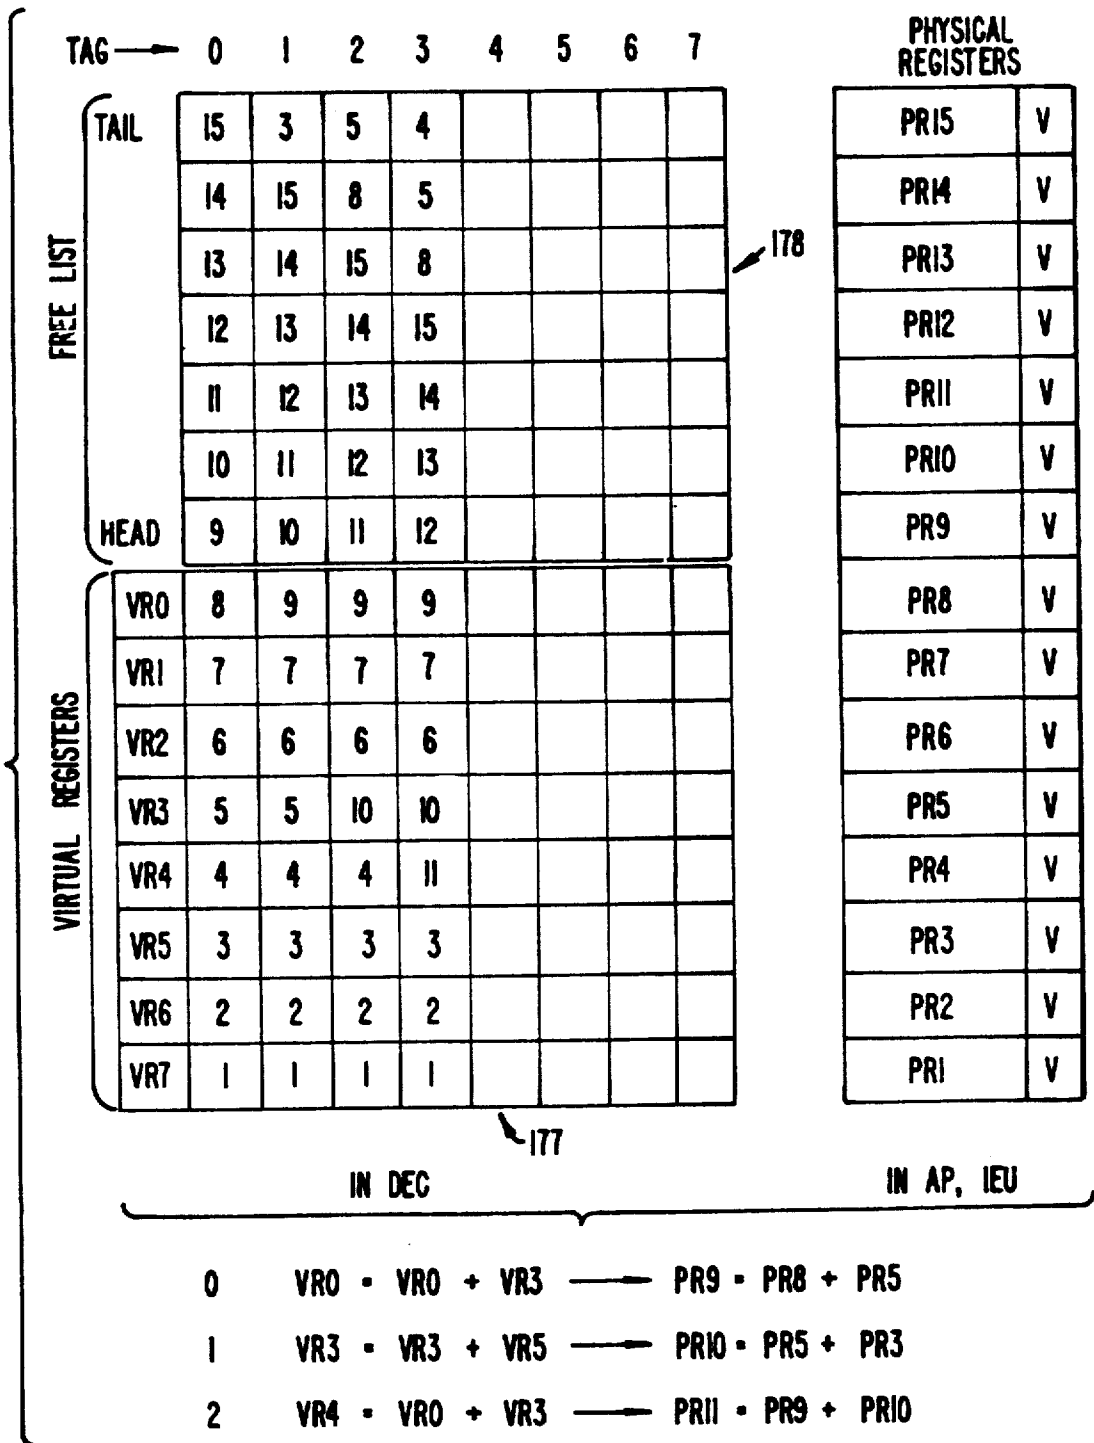 TAG 0 1 2 3 4 5 6 7 PHYSICAL REGISTERS
FREE LIST
TAIL 15 3 5 4 PR15 V
14 15 8 5 PR14 V
13 14 15 8 PR13 V
178
12 13 14 15 PR12 V
11 12 13 14 PR11 V
10 11 12 13 PR10 V
HEAD 9 10 11 12 PR9 V
VIRTUAL REGISTERS
VR0 8 9 9 9 PR8 V
VR1 7 7 7 7 PR7 V
VR2 6 6 6 6 PR6 V
VR3 5 5 10 10 PR5 V
VR4 4 4 4 11 PR4 V
VR5 3 3 3 3 PR3 V
VR6 2 2 2 2 PR2 V
VR7 1 1 1 1 PR1 V
177
IN DEC IN AP, IEU
0 VR0 = VR0 + VR3 → PR9 = PR8 + PR5
1 VR3 = VR3 + VR5 → PR10 = PR5 + PR3
2 VR4 = VR0 + VR3 → PR11 = PR9 + PR10